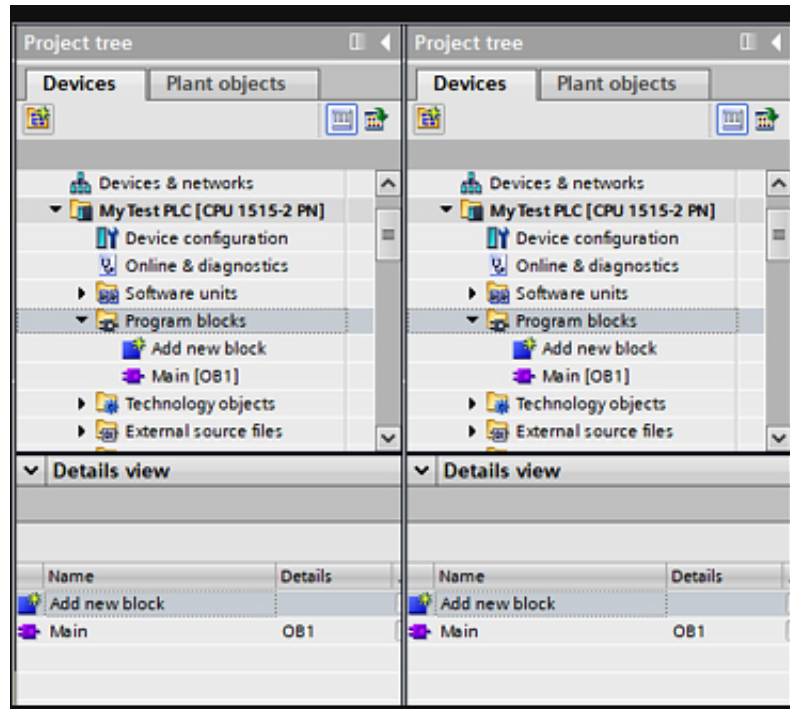 Project tree
Devices Plant objects
Devices & networks
My Test PLC [CPU 1515-2 PN]
Device configuration
Online & diagnostics
Software units
Program blocks
Add new block
Main [OB1]
Technology objects
External source files
Details view
Name Details
Add new block
Main OB1
Project tree
Devices Plant objects
Devices & networks
My Test PLC [CPU 1515-2 PN]
Device configuration
Online & diagnostics
Software units
Program blocks
Add new block
Main [OB1]
Technology objects
External source files
Details view
Name Details
Add new block
Main OB1